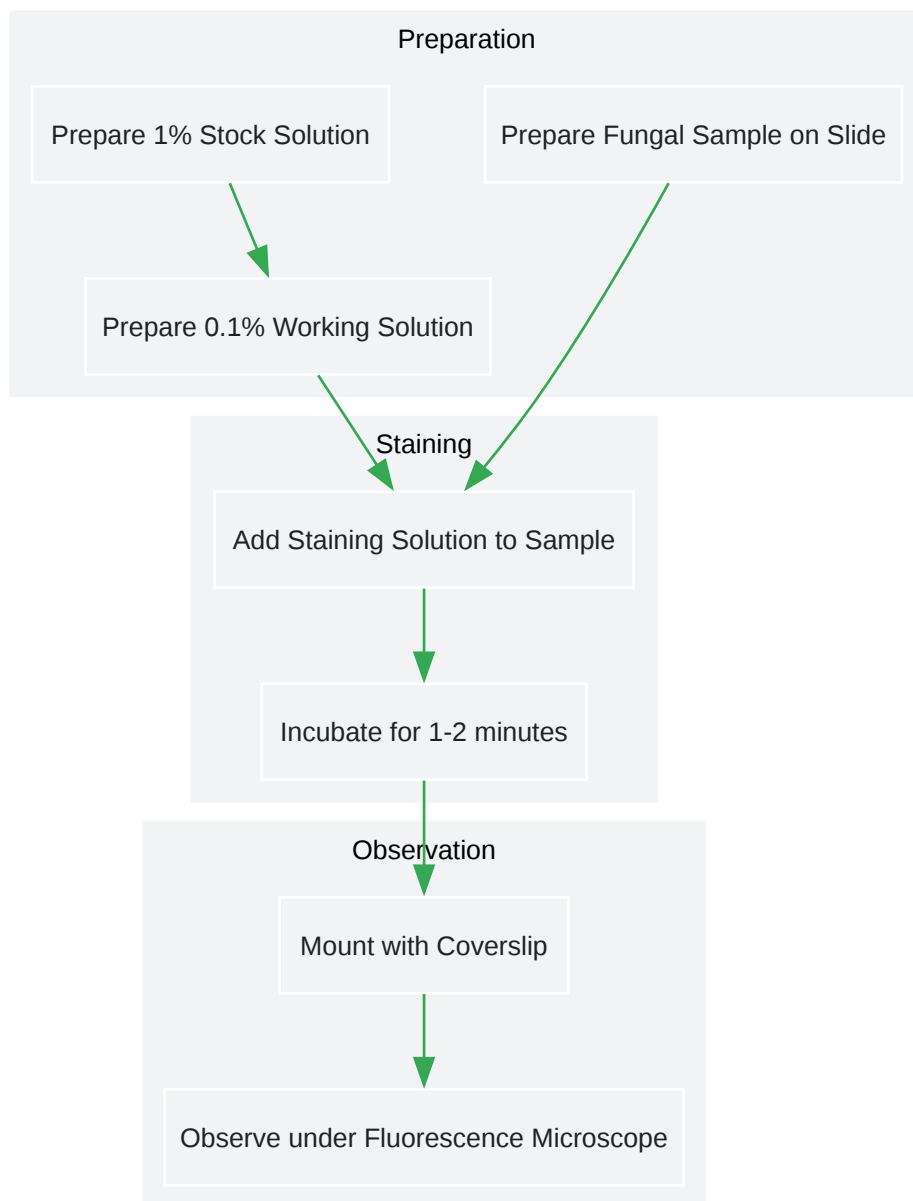 Preparation
Prepare 1% Stock Solution
Prepare Fungal Sample on Slide
Prepare 0.1% Working Solution
Staining
Add Staining Solution to Sample
Incubate for 1-2 minutes
Observation
Mount with Coverslip
Observe under Fluorescence Microscope